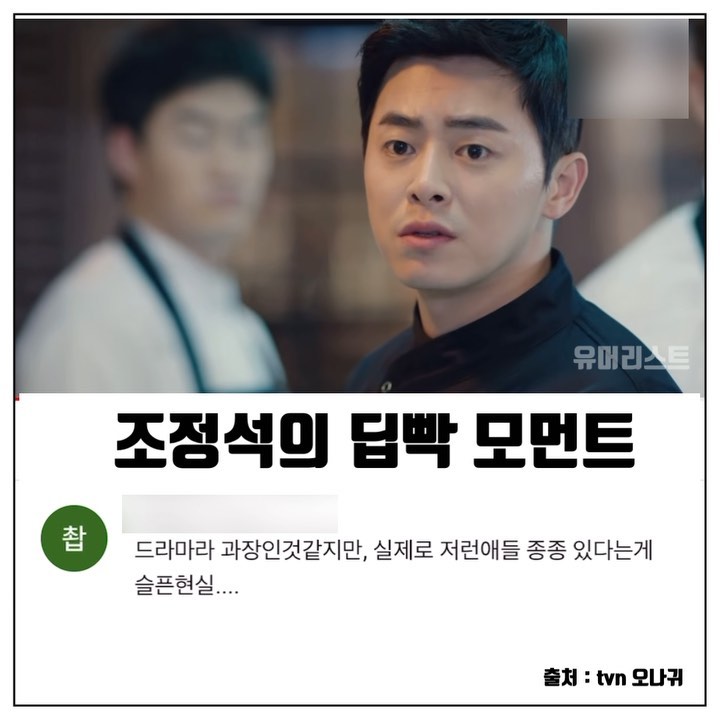 유머리스트
조정석의 딥빡 모먼트
촵
드라마라 과장인것같지만, 실제로 저런애들 종종 있다는게
슬픈현실....
출처 : tvn 오나귀